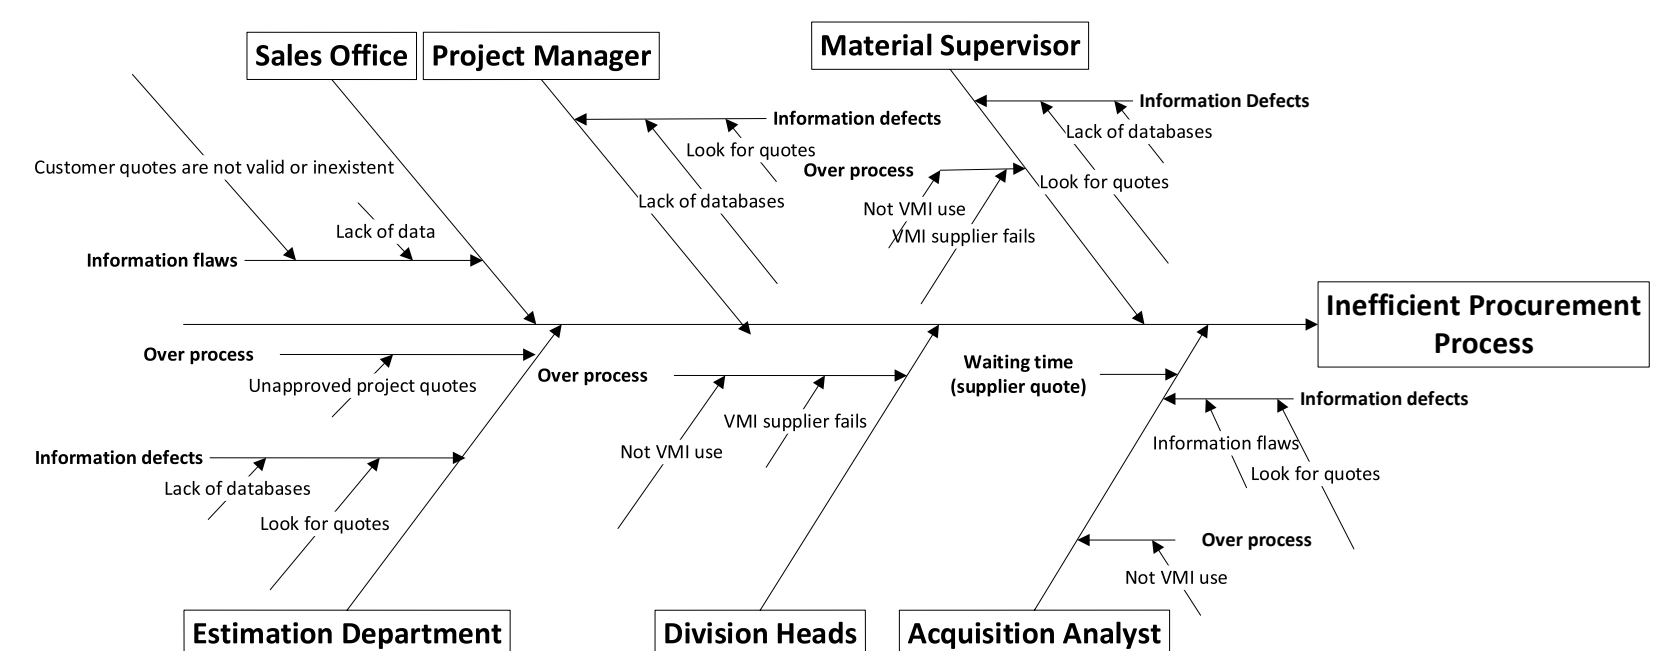 Sales Office
Project Manager
Material Supervisor
Information Defects
Information defects
Lack of databases
Look for quotes
Customer quotes are not valid or inexistent
Over process
Look for quotes
Lack of databases
Not VMI use
Lack of data
VMI supplier fails
Information flaws
Inefficient Procurement
Process
Over process
Unapproved project quotes
Over process
Waiting time
(supplier quote)
Information defects
VMI supplier fails
Not VMI use
Information flaws
Look for quotes
Information defects
Lack of databases
Look for quotes
Over process
Not VMI use
Estimation Department
Division Heads
Acquisition Analyst